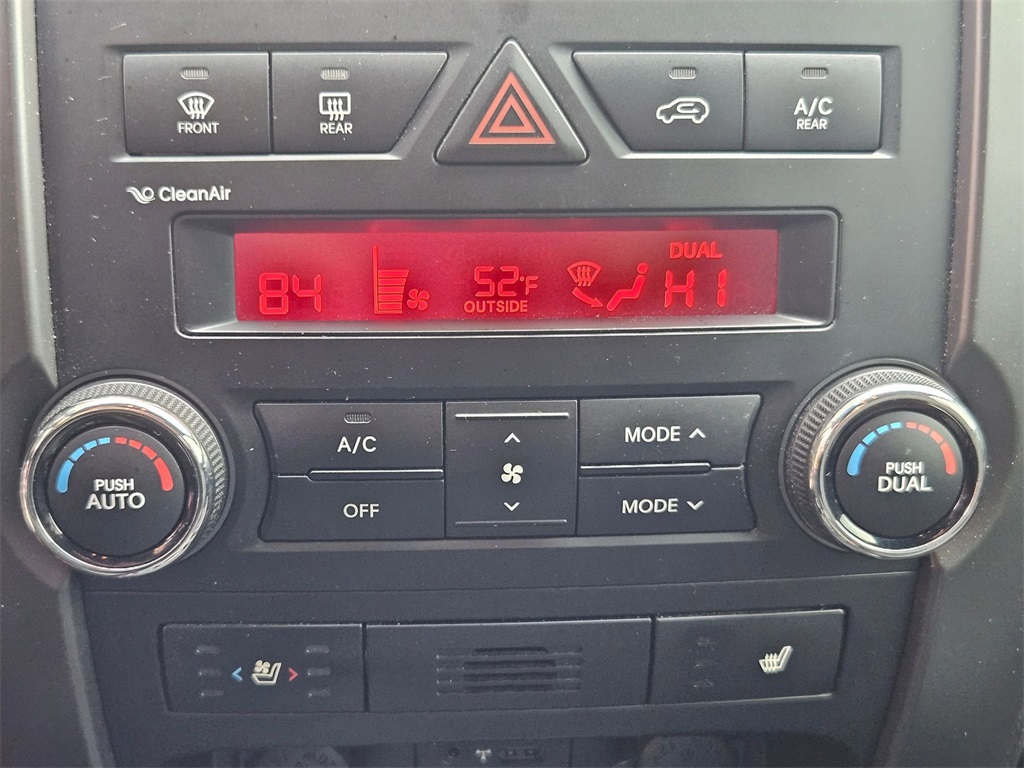 FRONT
REAR
A/C
REAR
CleanAir
DUAL
84
52°F
HI
OUTSIDE
A/C
MODE
PUSH
AUTO
PUSH
DUAL
OFF
MODE